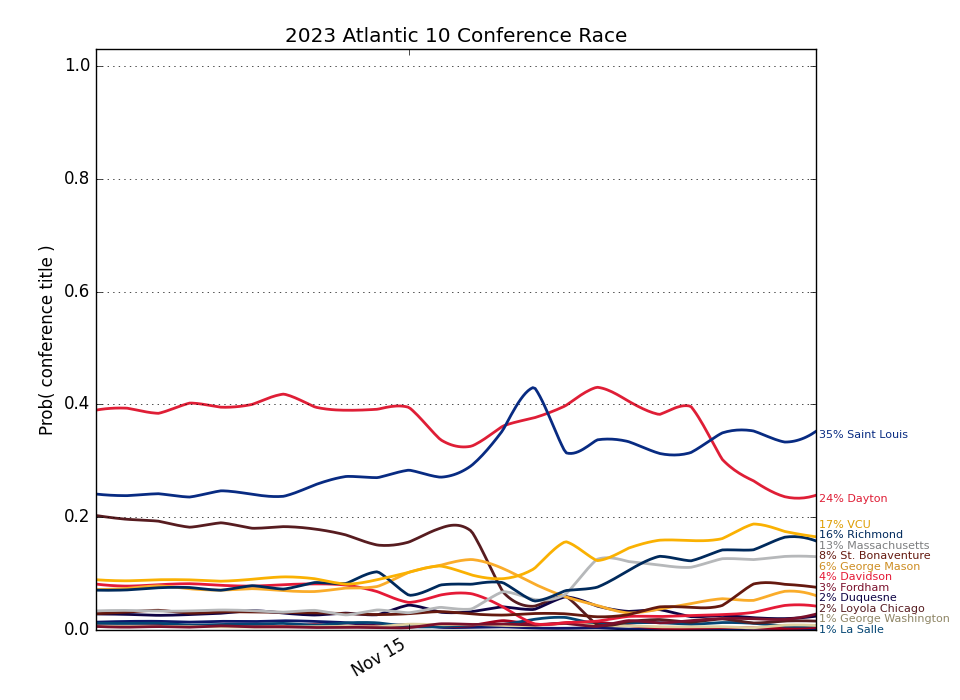 2023 Atlantic 10 Conference Race
Prob( conference title )
1.0
0.8
0.6
0.4
0.2
0.0
Nov 15
35% Saint Louis
24% Dayton
17% VCU
16% Richmond
13% Massachusetts
8% St. Bonaventure
6% George Mason
4% Davidson
3% Fordham
2% Duquesne
2% Loyola Chicago
1% George Washington
1% La Salle